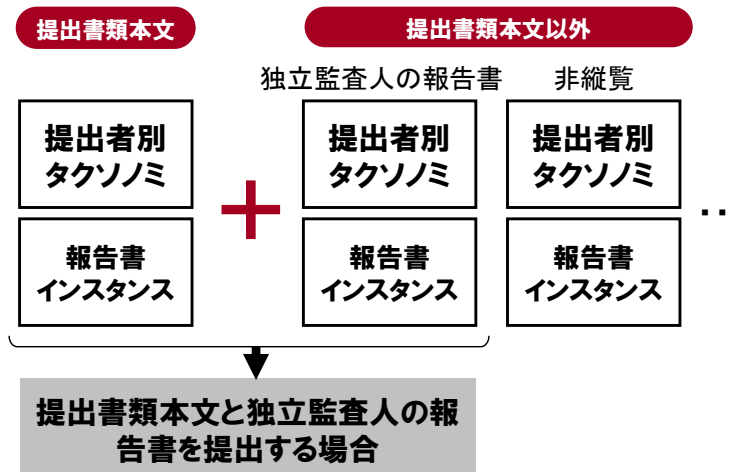 提出書類本文
提出書類本文以外
独立監査人の報告書
非縦覧
提出者別
タクソノミ
提出者別
タクソノミ
提出者別
タクソノミ
+
‥
報告書
インスタンス
報告書
インスタンス
報告書
インスタンス
提出書類本文と独立監査人の報
告書を提出する場合